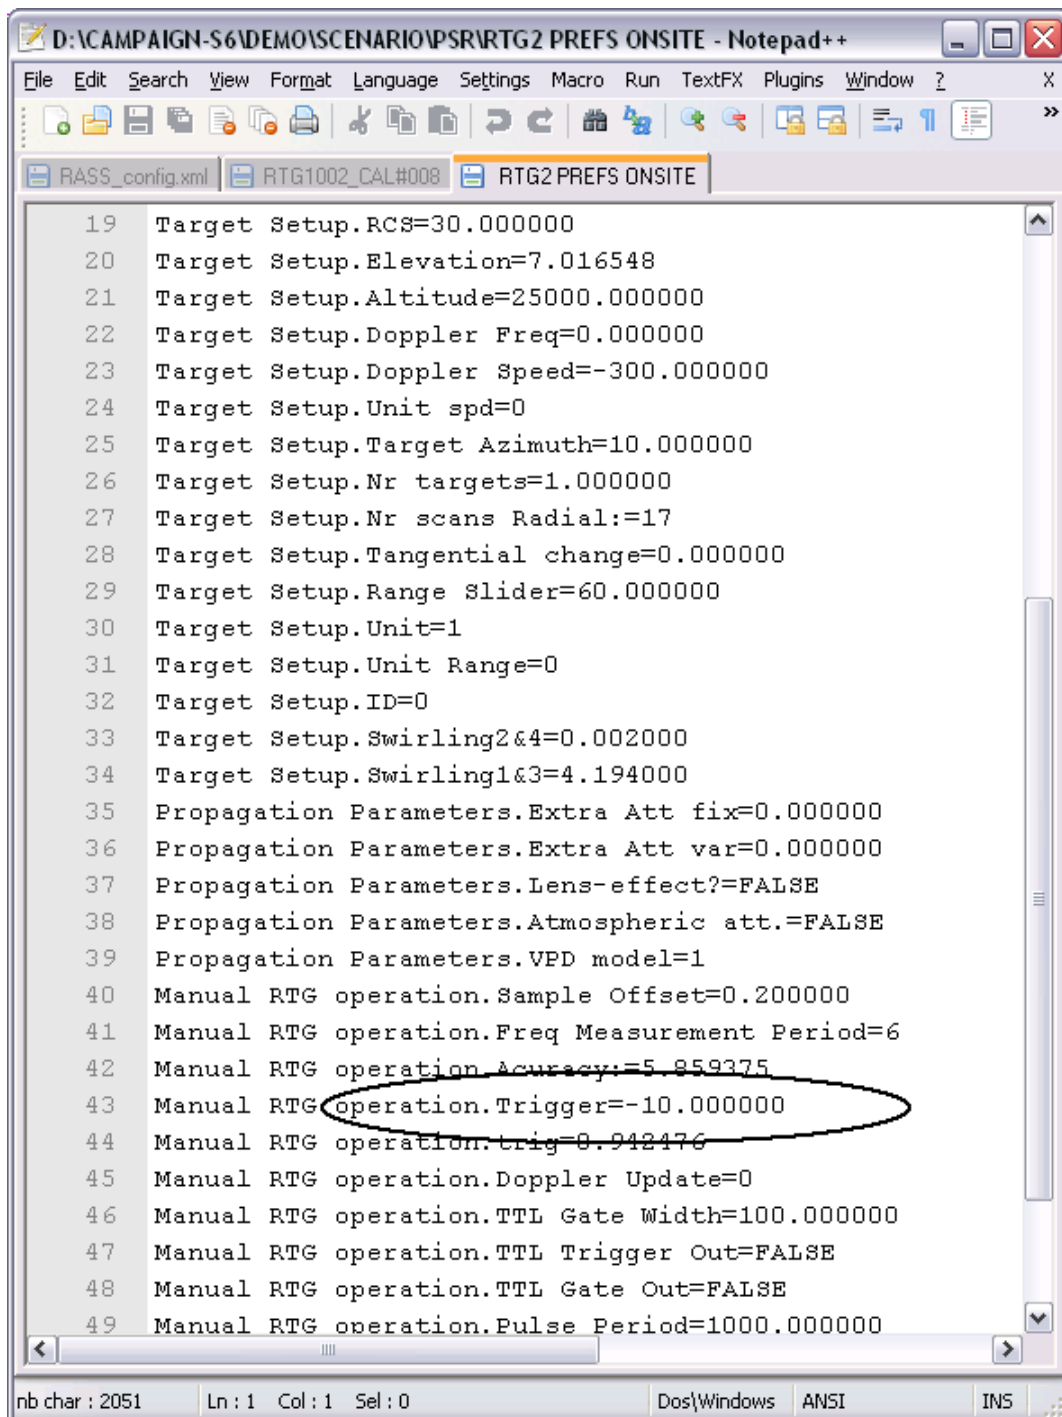 D:\CAMPAIGN-S6\DEMO\SCENARIO\PSR\RTG2 PREFS ONSITE - Notepad++
File Edit Search View Format Language Settings Macro Run TextFX Plugins Window ? X
RASS_config.xml RTG1002_CAL#008 RTG2 PREFS ONSITE
19 Target Setup.RCS=30.000000
20 Target Setup.Elevation=7.016548
21 Target Setup.Altitude=25000.000000
22 Target Setup.Doppler Freq=0.000000
23 Target Setup.Doppler Speed=-300.000000
24 Target Setup.Unit spd=0
25 Target Setup.Target Azimuth=10.000000
26 Target Setup.Nr targets=1.000000
27 Target Setup.Nr scans Radial:=17
28 Target Setup.Tangential change=0.000000
29 Target Setup.Range Slider=60.000000
30 Target Setup.Unit=1
31 Target Setup.Unit Range=0
32 Target Setup.ID=0
33 Target Setup.Swirling2&4=0.002000
34 Target Setup.Swirling1&3=4.194000
35 Propagation Parameters.Extra Att fix=0.000000
36 Propagation Parameters.Extra Att var=0.000000
37 Propagation Parameters.Lens-effect?=FALSE
38 Propagation Parameters.Atmospheric att.=FALSE
39 Propagation Parameters.VPD model=1
40 Manual RTG operation.Sample Offset=0.200000
41 Manual RTG operation.Freq Measurement Period=6
42 Manual RTG operation.Acuracy:=5.859375
43 Manual RTG operation.Trigger=-10.000000
44 Manual RTG operation.trig=0.942476
45 Manual RTG operation.Doppler Update=0
46 Manual RTG operation.TTL Gate Width=100.000000
47 Manual RTG operation.TTL Trigger Out=FALSE
48 Manual RTG operation.TTL Gate Out=FALSE
49 Manual RTG operation.Pulse Period=1000.000000
nb char : 2051 Ln : 1 Col : 1 Sel : 0 Dos\Windows ANSI INS